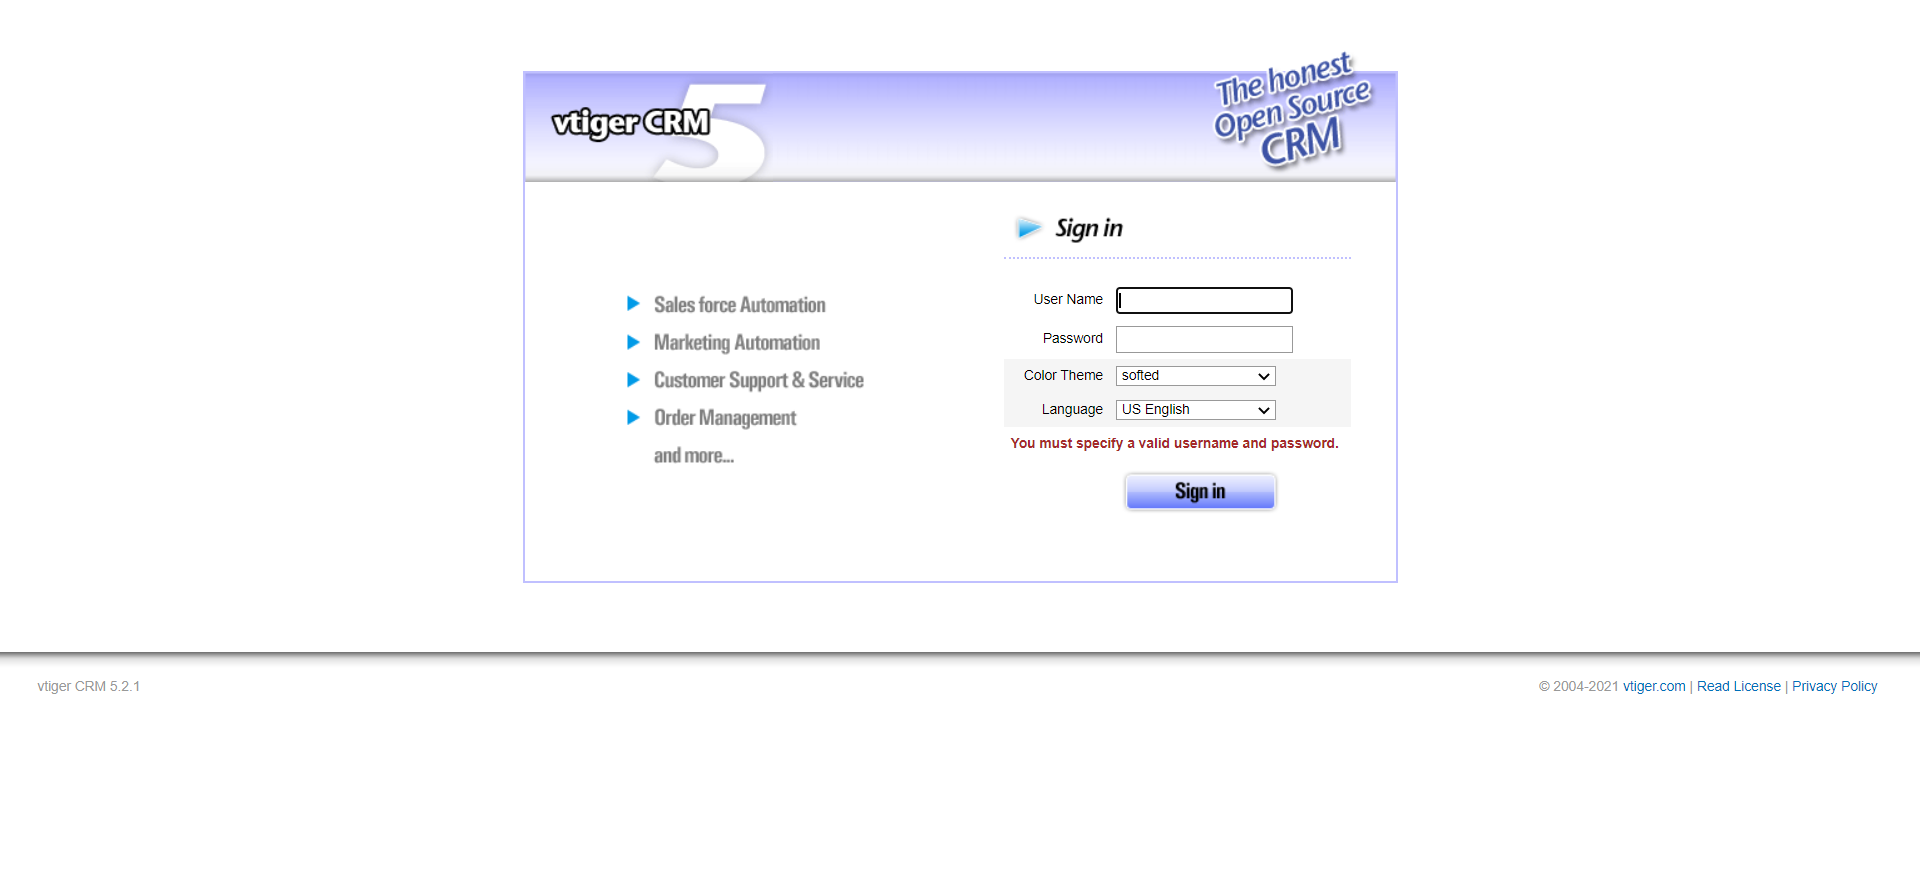 vtiger CRM 5
The honest
Open Source
CRM
Sign in
Sales force Automation
Marketing Automation
Customer Support & Service
Order Management
and more...
User Name
Password
Color Theme softed
Language US English
You must specify a valid username and password.
Sign in
vtiger CRM 5.2.1
© 2004-2021 vtiger.com | Read License | Privacy Policy